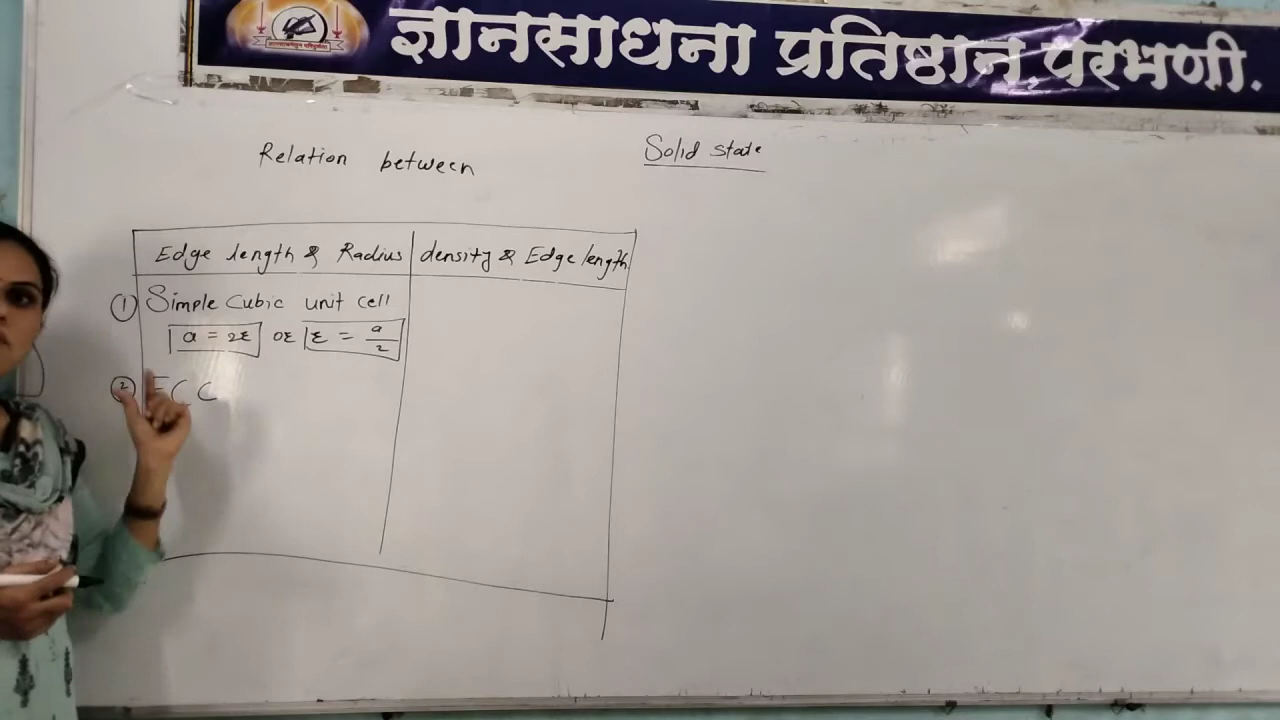 ज्ञानसाधना प्रतिष्ठान, परभणी.
Solid state
Relation between
Edge length & Radius
density & Edge length
① Simple cubic unit cell
a = 2r or r = a/2
② FCC